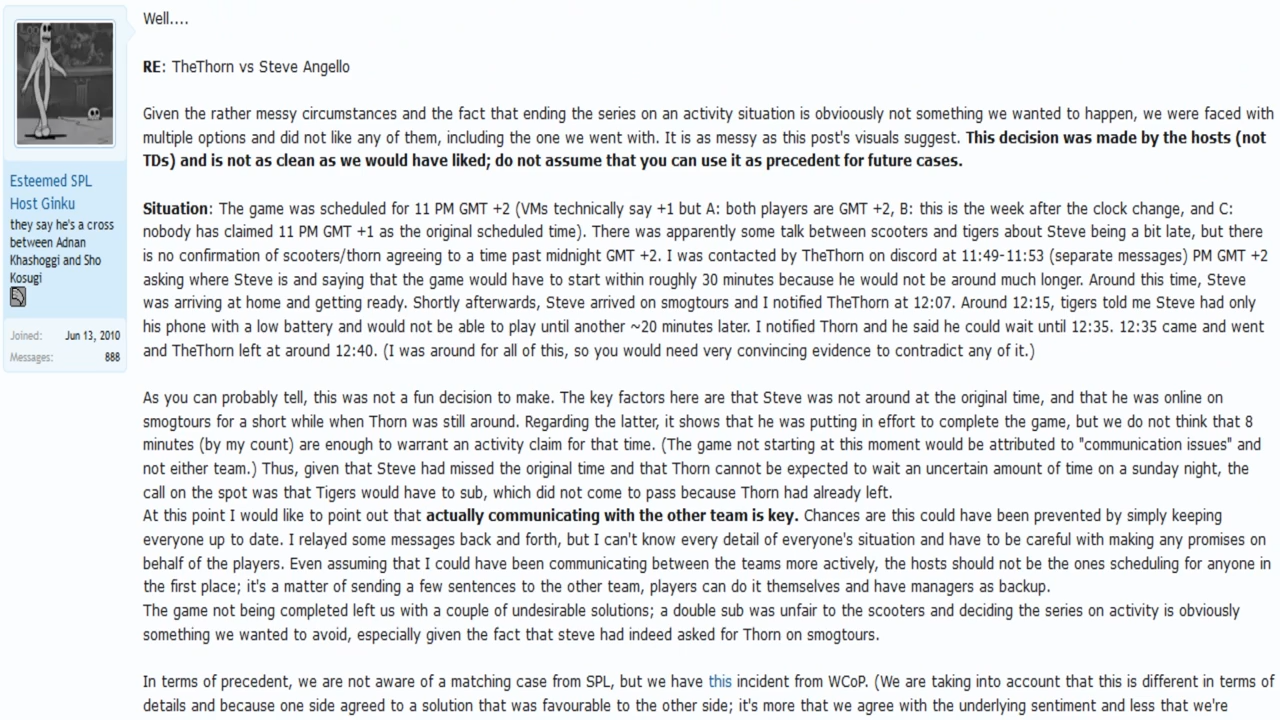 Well....
RE: TheThorn vs Steve Angello
Given the rather messy circumstances and the fact that ending the series on an activity situation is obvioously not something we wanted to happen, we were faced with
multiple options and did not like any of them, including the one we went with. It is as messy as this post's visuals suggest. This decision was made by the hosts (not
TDs) and is not as clean as we would have liked; do not assume that you can use it as precedent for future cases.
Esteemed SPL
Host Ginku
they say he's a cross
between Adnan
Khashoggi and Sho
Kosugi
Joined: Jun 13, 2010
Messages: 888
Situation: The game was scheduled for 11 PM GMT +2 (VMs technically say +1 but A: both players are GMT +2, B: this is the week after the clock change, and C:
nobody has claimed 11 PM GMT +1 as the original scheduled time). There was apparently some talk between scooters and tigers about Steve being a bit late, but there
is no confirmation of scooters/thorn agreeing to a time past midnight GMT +2. I was contacted by TheThorn on discord at 11:49-11:53 (separate messages) PM GMT +2
asking where Steve is and saying that the game would have to start within roughly 30 minutes because he would not be around much longer. Around this time, Steve
was arriving at home and getting ready. Shortly afterwards, Steve arrived on smogtours and I notified TheThorn at 12:07. Around 12:15, tigers told me Steve had only
his phone with a low battery and would not be able to play until another ~20 minutes later. I notified Thorn and he said he could wait until 12:35. 12:35 came and went
and TheThorn left at around 12:40. (I was around for all of this, so you would need very convincing evidence to contradict any of it.)
As you can probably tell, this was not a fun decision to make. The key factors here are that Steve was not around at the original time, and that he was online on
smogtours for a short while when Thorn was still around. Regarding the latter, it shows that he was putting in effort to complete the game, but we do not think that 8
minutes (by my count) are enough to warrant an activity claim for that time. (The game not starting at this moment would be attributed to "communication issues" and
not either team.) Thus, given that Steve had missed the original time and that Thorn cannot be expected to wait an uncertain amount of time on a sunday night, the
call on the spot was that Tigers would have to sub, which did not come to pass because Thorn had already left.
At this point I would like to point out that actually communicating with the other team is key. Chances are this could have been prevented by simply keeping
everyone up to date. I relayed some messages back and forth, but I can't know every detail of everyone's situation and have to be careful with making any promises on
behalf of the players. Even assuming that I could have been communicating between the teams more actively, the hosts should not be the ones scheduling for anyone in
the first place; it's a matter of sending a few sentences to the other team, players can do it themselves and have managers as backup.
The game not being completed left us with a couple of undesirable solutions; a double sub was unfair to the scooters and deciding the series on activity is obviously
something we wanted to avoid, especially given the fact that steve had indeed asked for Thorn on smogtours.
In terms of precedent, we are not aware of a matching case from SPL, but we have this incident from WCoP. (We are taking into account that this is different in terms of
details and because one side agreed to a solution that was favourable to the other side; it's more that we agree with the underlying sentiment and less that we're